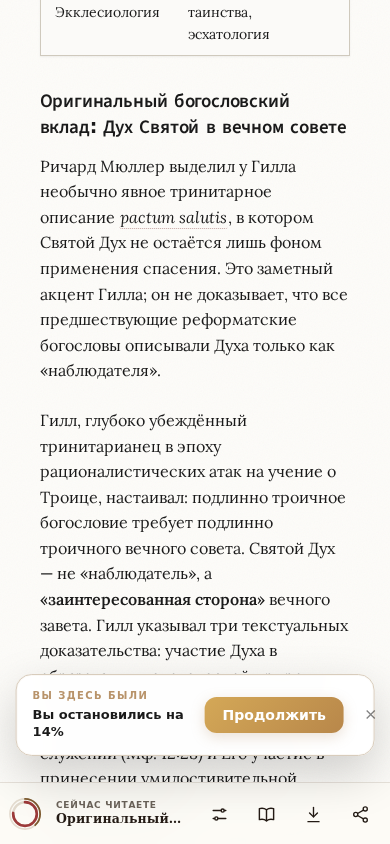 Экклесиология
таинства,
эсхатология
Оригинальный богословский
вклад: Дух Святой в вечном совете
Ричард Мюллер выделил у Гилла
необычно явное тринитарное
описание pactum salutis, в котором
Святой Дух не остаётся лишь фоном
применения спасения. Это заметный
акцент Гилла; он не доказывает, что все
предшествующие реформатские
богословы описывали Духа только как
«наблюдателя».
Гилл, глубоко убеждённый
тринитарианец в эпоху
рационалистических атак на учение о
Троице, настаивал: подлинно троичное
богословие требует подлинно
троичного вечного совета. Святой Дух
— не «наблюдатель», а
«заинтересованная сторона» вечного
завета. Гилл указывал три текстуальных
доказательства: участие Духа в
ВЫ ЗДЕСЬ БЫЛИ
Вы остановились на
14%
Продолжить
×
служении (Мф. 12:28) и Его участие в
принесении умилостивительной
СЕЙЧАС ЧИТАЕТЕ
Оригинальный...